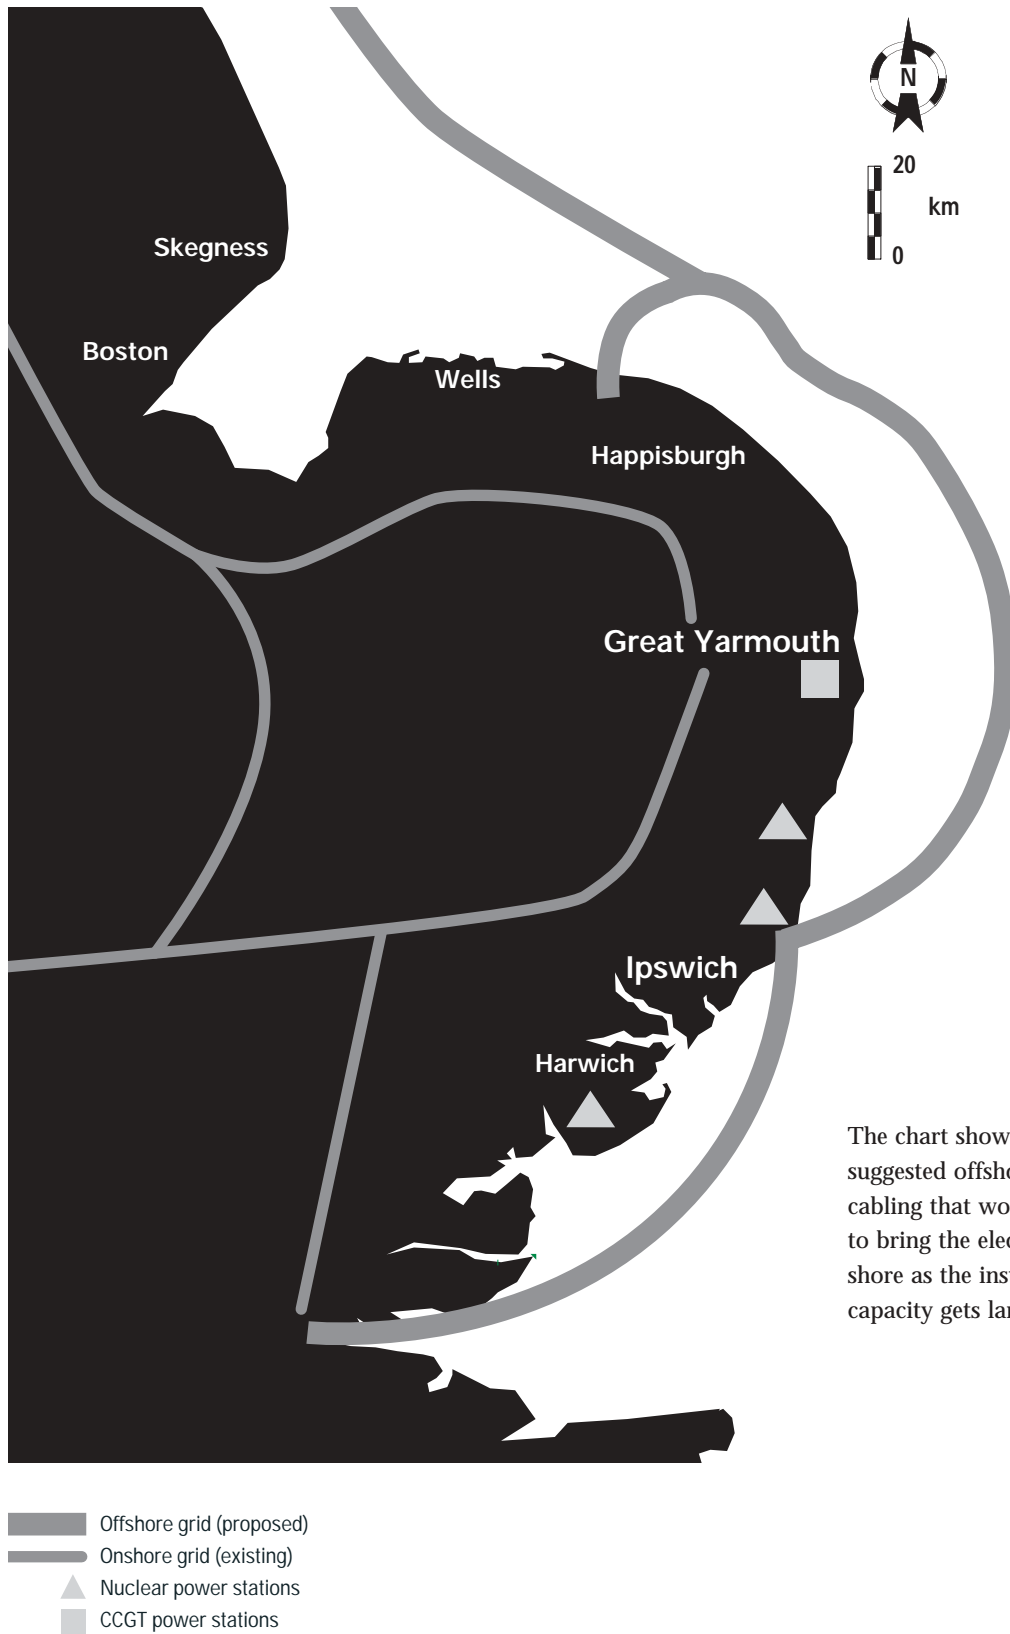 N
20
km
0
Skegness
Boston
Wells
Happisburgh
Great Yarmouth
Ipswich
Harwich
The chart show
suggested offsho
cabling that wo
to bring the elec
shore as the ins
capacity gets la
Offshore grid (proposed)
Onshore grid (existing)
Nuclear power stations
CCGT power stations